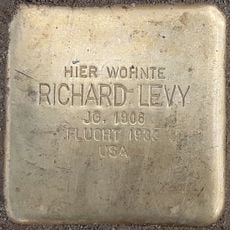 HIER WOHNTE
RICHARD LEVY
JG. 1906
FLUCHT
USA